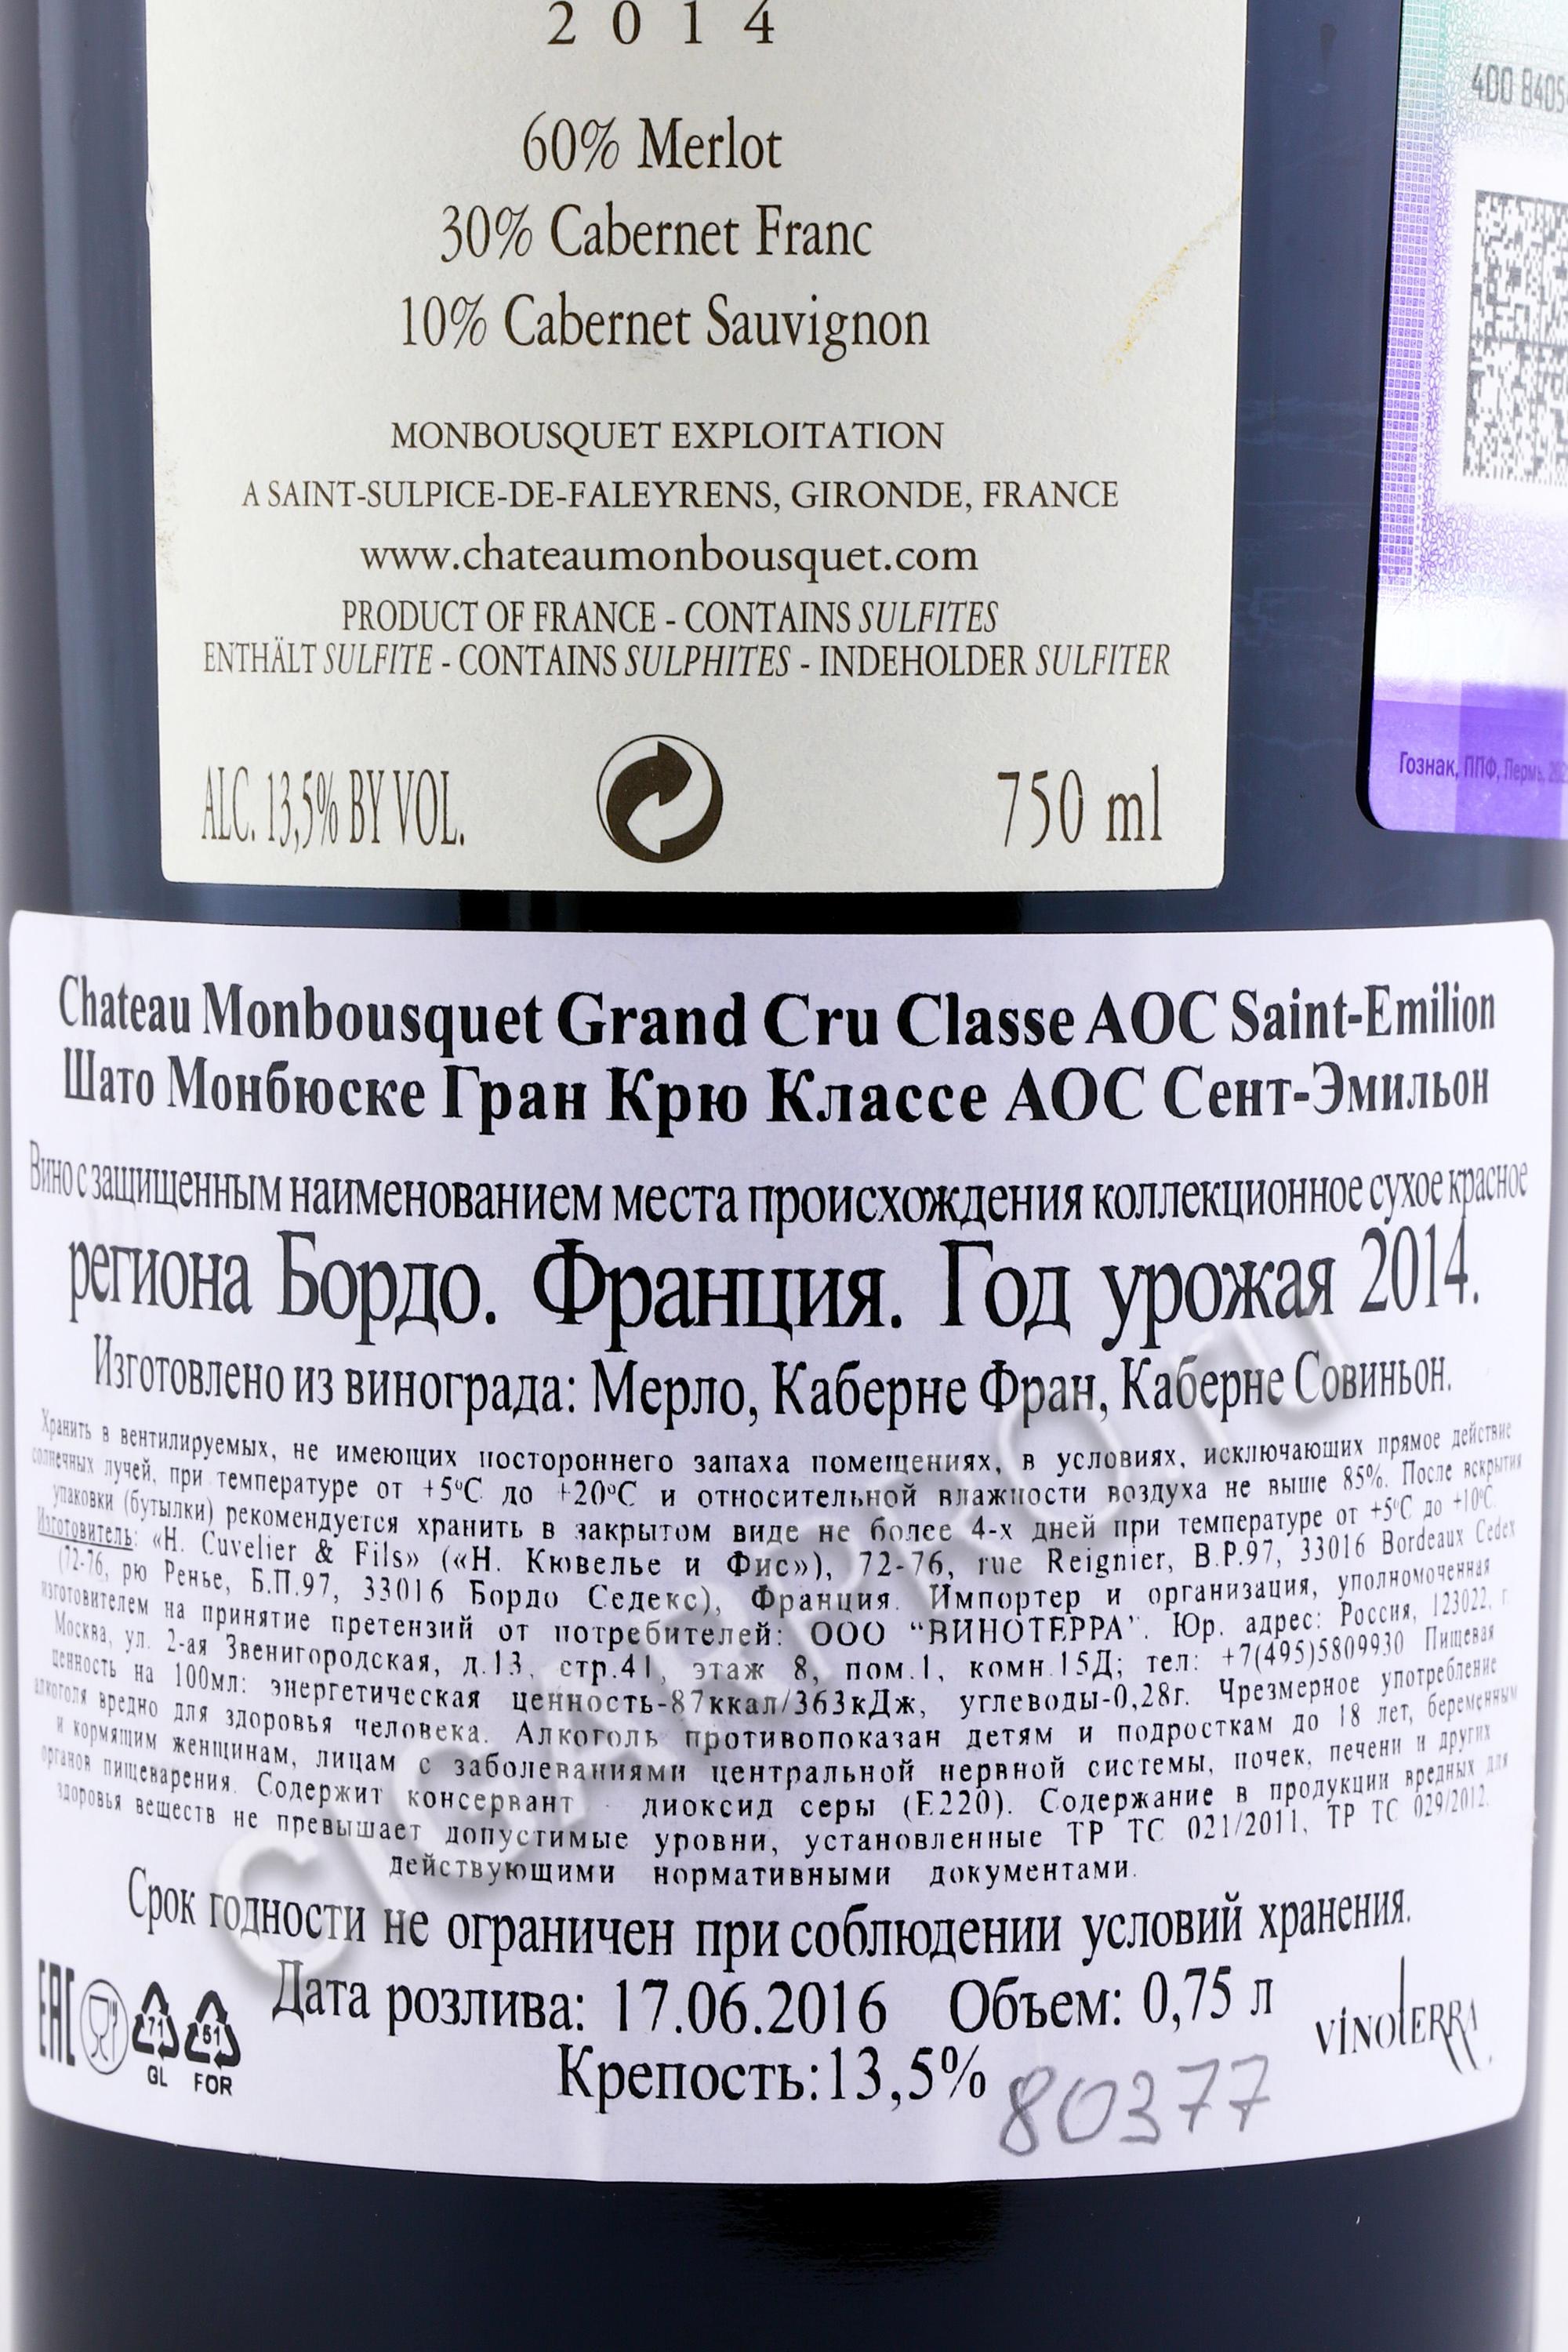 2014
60% Merlot
30% Cabernet Franc
10% Cabernet Sauvignon
MONBOUSQUET EXPLOITATION
A SAINT-SULPICE-DE-FALEYRENS, GIRONDE, FRANCE
www.chateaumonbousquet.com
PRODUCT OF FRANCE - CONTAINS SULFITES
ENTHÄLT SULFITE - CONTAINS SULPHITES - INDEHOLDER SULFITER
ALC. 13,5% BY VOL.
750 ml
400 8405
Гознак, ППФ, Пермь,
Chateau Monbousquet Grand Cru Classe AOC Saint-Emilion
Шато Монбюске Гран Крю Классе АОС Сент-Эмильон
Вино с защищенным наименованием места происхождения коллекционное сухое красное
региона Бордо. Франция. Год урожая 2014.
Изготовлено из винограда: Мерло, Каберне Фран, Каберне Совиньон.
Хранить в вентилируемых, не имеющих постороннего запаха помещениях, в условиях, исключающих прямое действие
солнечных лучей, при температуре от +5°С до +20°С и относительной влажности воздуха не выше 85%. После вскрытия
упаковки (бутылки) рекомендуется хранить в закрытом виде не более 4-х дней при температуре от +5°С до +10°С.
Изготовитель: «H. Cuvelier & Fils» («Н. Кювелье и Фис»), 72-76, rue Reignier, B.P.97, 33016 Bordeaux Cedex
(72-76, рю Ренье, Б.П.97, 33016 Бордо Седекс), Франция. Импортер и организация, уполномоченная
изготовителем на принятие претензий от потребителей: ООО "ВИНОТЕРРА". Юр. адрес: Россия, 123022, г.
Москва, ул. 2-ая Звенигородская, д.13, стр.41, этаж 8, пом.1, комн.15Д; тел: +7(495)5809930 Пищевая
ценность на 100мл: энергетическая ценность-87ккал/363кДж, углеводы-0,28г. Чрезмерное употребление
алкоголя вредно для здоровья человека. Алкоголь противопоказан детям и подросткам до 18 лет, беременным
и кормящим женщинам, лицам с заболеваниями центральной нервной системы, почек, печени и других
органов пищеварения. Содержит консервант - диоксид серы (Е220). Содержание в продукции вредных для
здоровья веществ не превышает допустимые уровни, установленные ТР ТС 021/2011, ТР ТС 029/2012,
действующими нормативными документами.
Срок годности не ограничен при соблюдении условий хранения.
Дата розлива: 17.06.2016 Объем: 0,75 л
Крепость:13,5%
EAC
71
GL
51
FOR
VINOTERRA
80377
CIGARPRO.ru